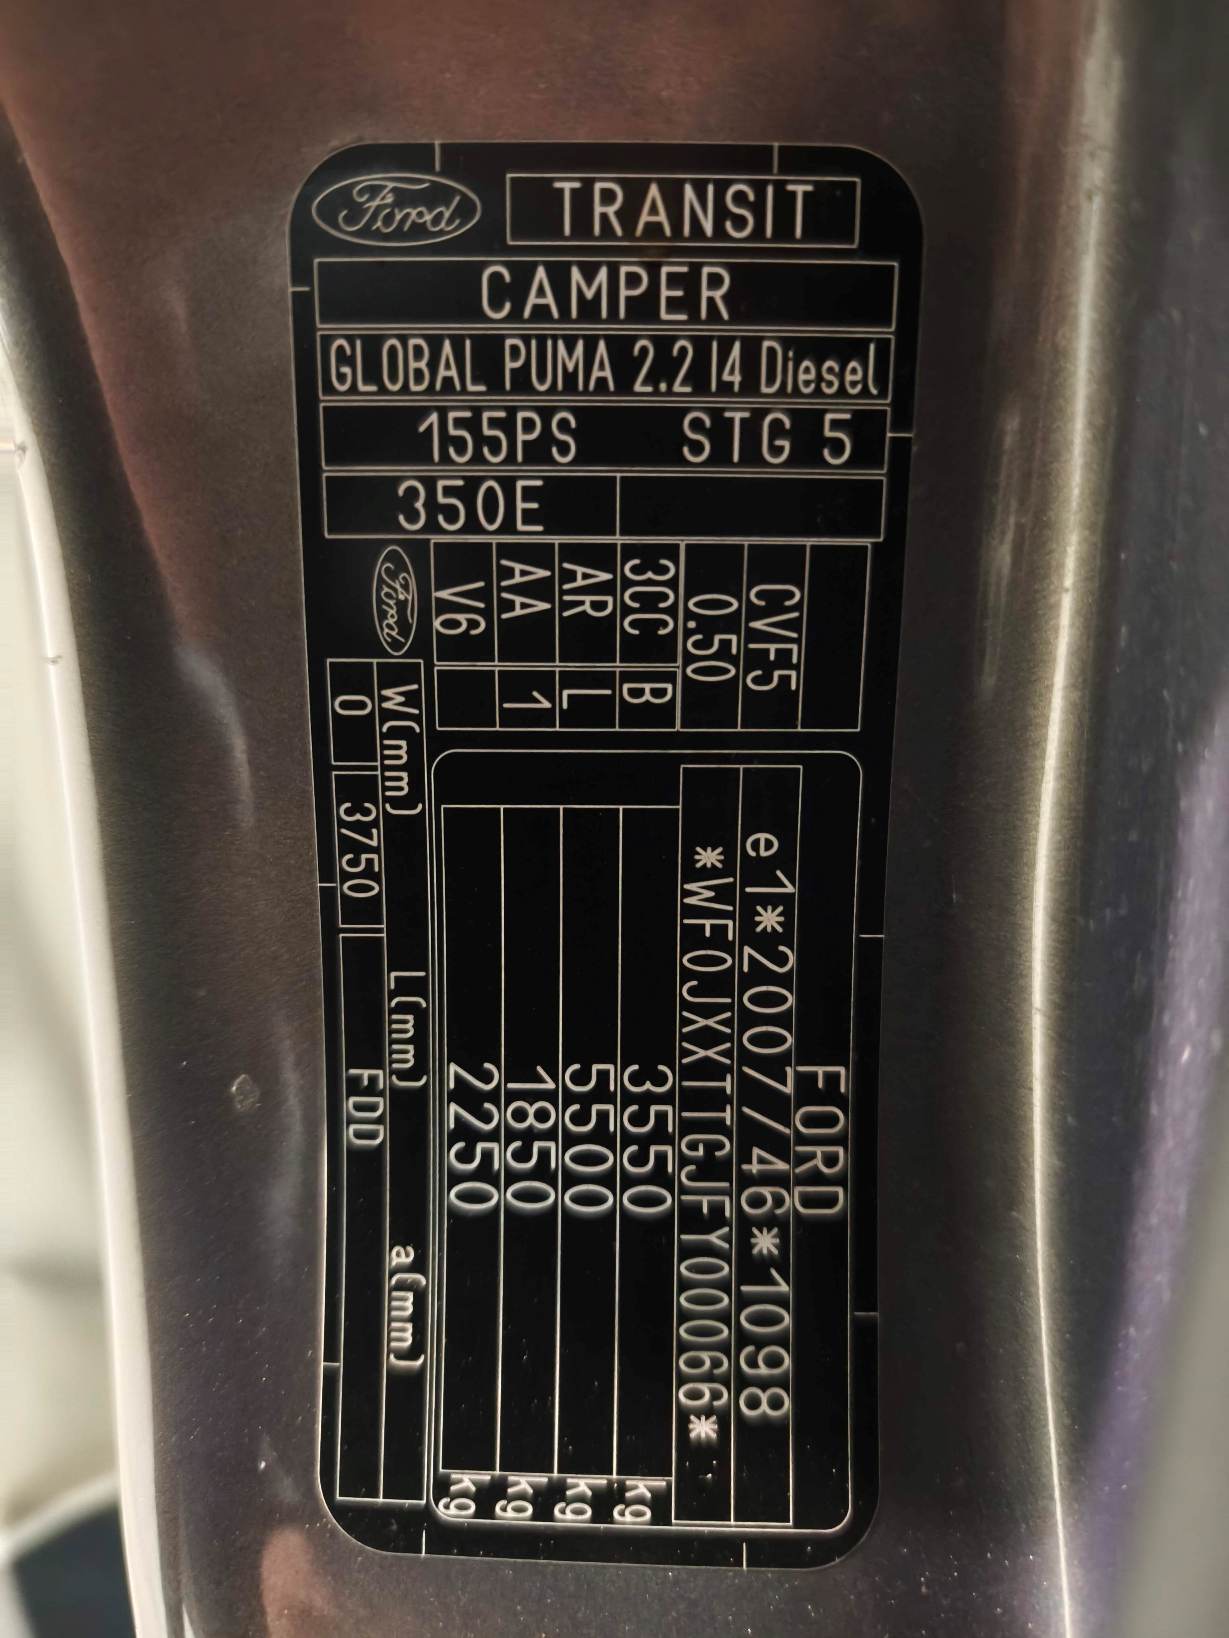 Ford TRANSIT
CAMPER
GLOBAL PUMA 2.2 I4 Diesel
155PS STG 5
350E
CVF5
0.50
3CC B
AR L
AA 1
V6
Ford
FORD
e1*2007/46*1098
*WF0JXXTTGJFY00066*
3550 kg
5500 kg
1850 kg
2250 kg
W(mm) L(mm) a(mm)
0 3750 FDD